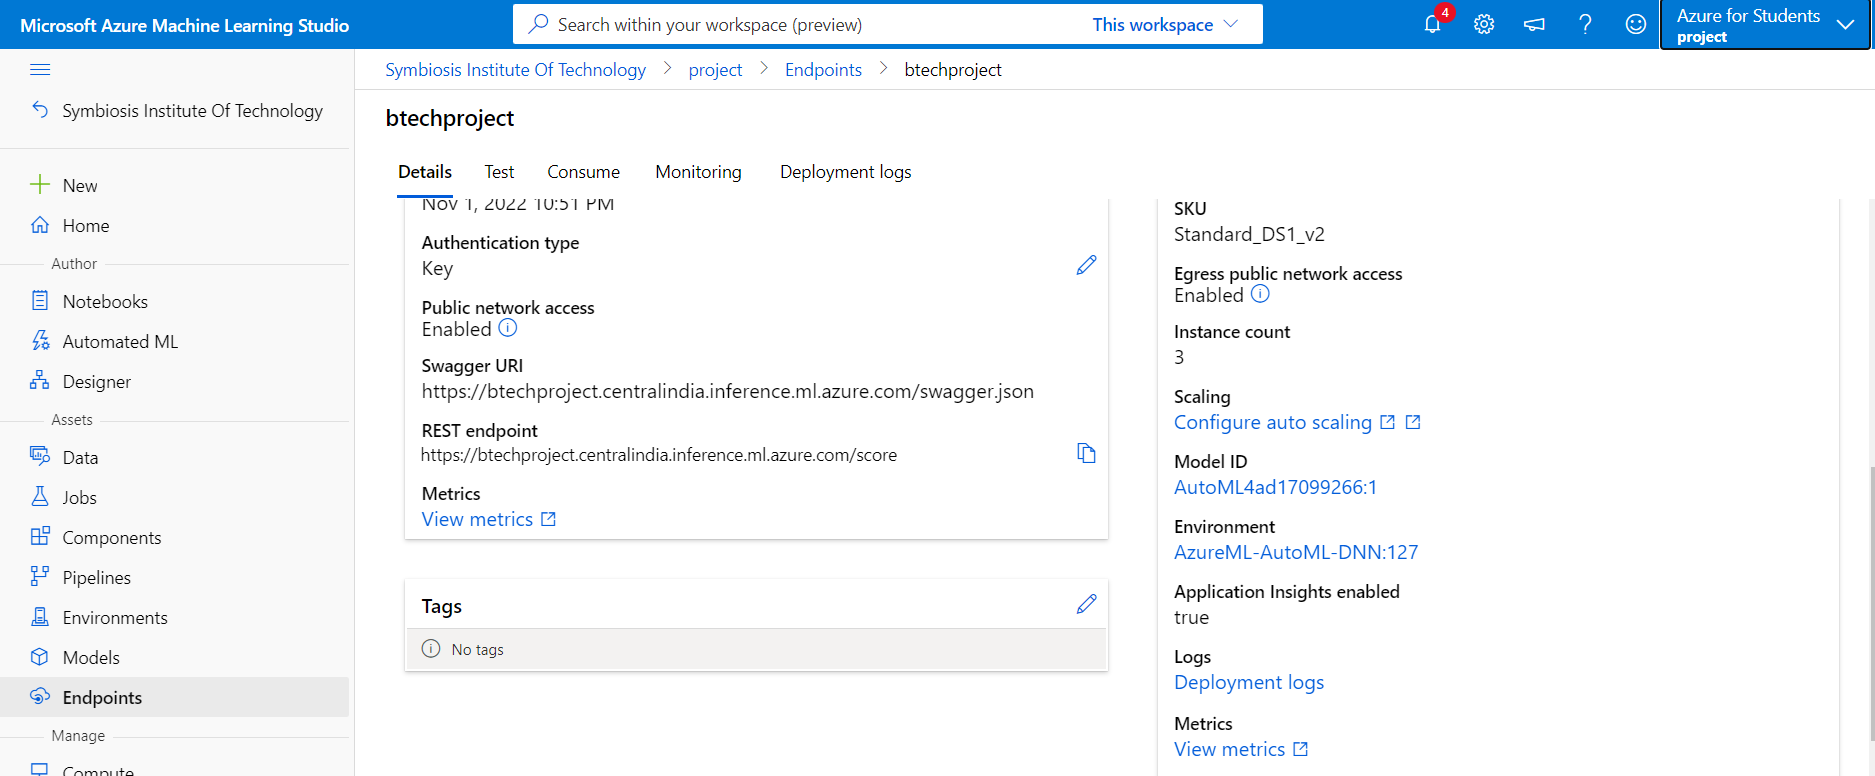 Microsoft Azure Machine Learning Studio
Search within your workspace (preview)
This workspace
4
Azure for Students
project
Symbiosis Institute Of Technology
New
Home
Author
Notebooks
Automated ML
Designer
Assets
Data
Jobs
Components
Pipelines
Environments
Models
Endpoints
Manage
Compute
Symbiosis Institute Of Technology > project > Endpoints > btechproject
btechproject
Details Test Consume Monitoring Deployment logs
Nov 1, 2022 10:51 PM
Authentication type
Key
Public network access
Enabled
Swagger URI
https://btechproject.centralindia.inference.ml.azure.com/swagger.json
REST endpoint
https://btechproject.centralindia.inference.ml.azure.com/score
Metrics
View metrics
Tags
No tags
SKU
Standard_DS1_v2
Egress public network access
Enabled
Instance count
3
Scaling
Configure auto scaling
Model ID
AutoML4ad17099266:1
Environment
AzureML-AutoML-DNN:127
Application Insights enabled
true
Logs
Deployment logs
Metrics
View metrics